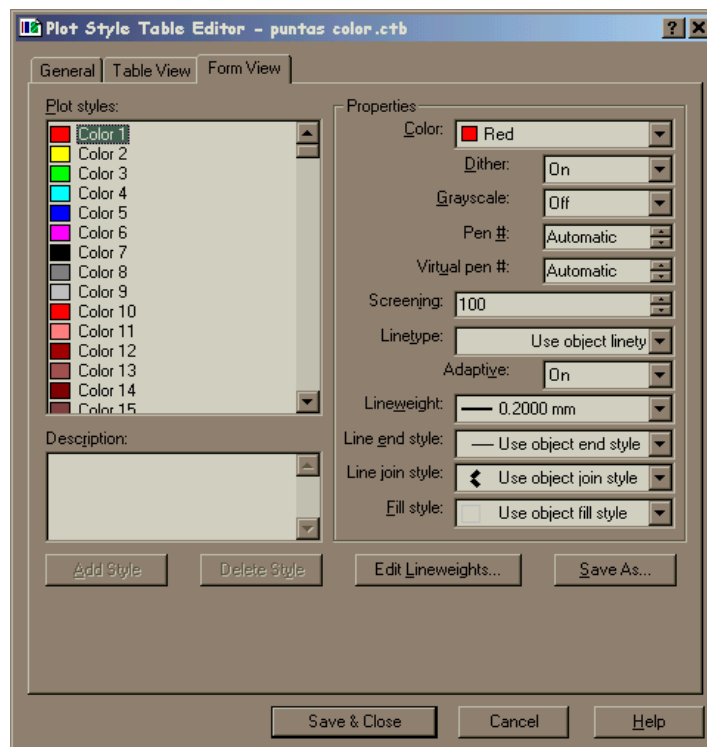 Plot Style Table Editor - puntas color.ctb
General
Table View
Form View
Plot styles:
Color 1
Color 2
Color 3
Color 4
Color 5
Color 6
Color 7
Color 8
Color 9
Color 10
Color 11
Color 12
Color 13
Color 14
Color 15
Description:
Add Style
Delete Style
Properties
Color: Red
Dither: On
Grayscale: Off
Pen #: Automatic
Virtual pen #: Automatic
Screening: 100
Linetype: Use object linety
Adaptive: On
Lineweight: 0.2000 mm
Line end style: Use object end style
Line join style: Use object join style
Fill style: Use object fill style
Edit Lineweights...
Save As...
Save & Close
Cancel
Help